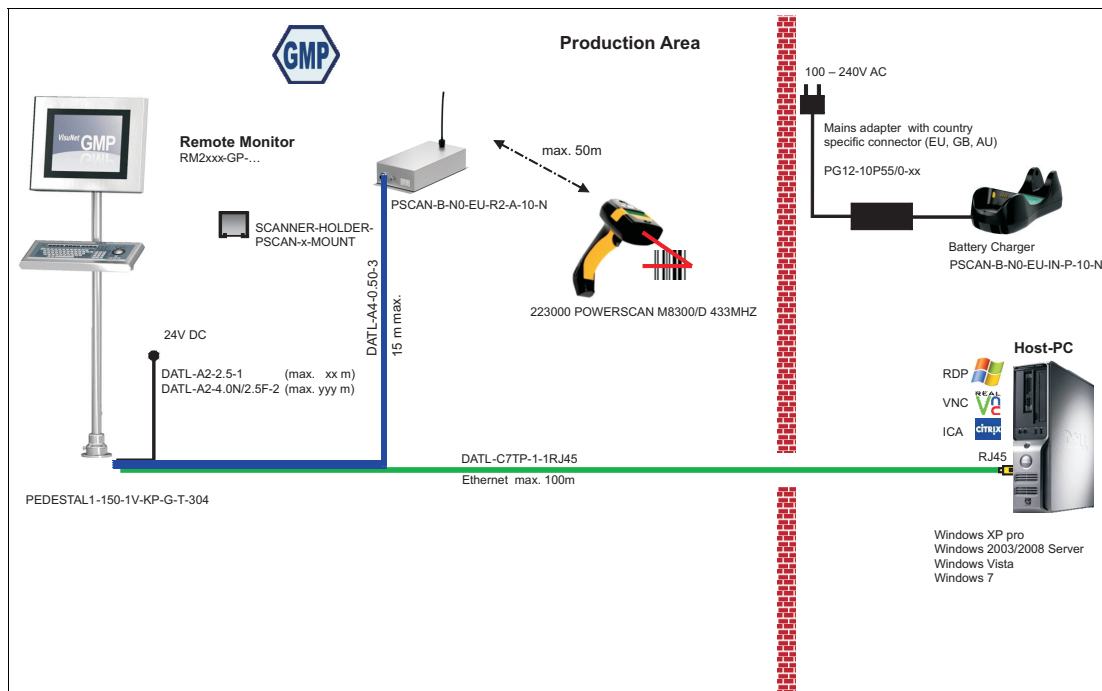 GMP
Production Area
VisuNet GMP
Remote Monitor
RM2xxx-GP-...
max. 50m
PSCAN-B-N0-EU-R2-A-10-N
SCANNER-HOLDER-
PSCAN-x-MOUNT
223000 POWERSCAN M8300/D 433MHZ
DATL-A4-0.50-3
15 m max.
24V DC
DATL-A2-2.5-1 (max. xx m)
DATL-A2-4.0N/2.5F-2 (max. yyy m)
DATL-C7TP-1-1RJ45
Ethernet max. 100m
PEDESTAL1-150-1V-KP-G-T-304
100 – 240V AC
Mains adapter with country
specific connector (EU, GB, AU)
PG12-10P55/0-xx
Battery Charger
PSCAN-B-N0-EU-IN-P-10-N
Host-PC
RDP
REAL
VNC
VNC
ICA
CITRIX
RJ45
DELL
Windows XP pro
Windows 2003/2008 Server
Windows Vista
Windows 7